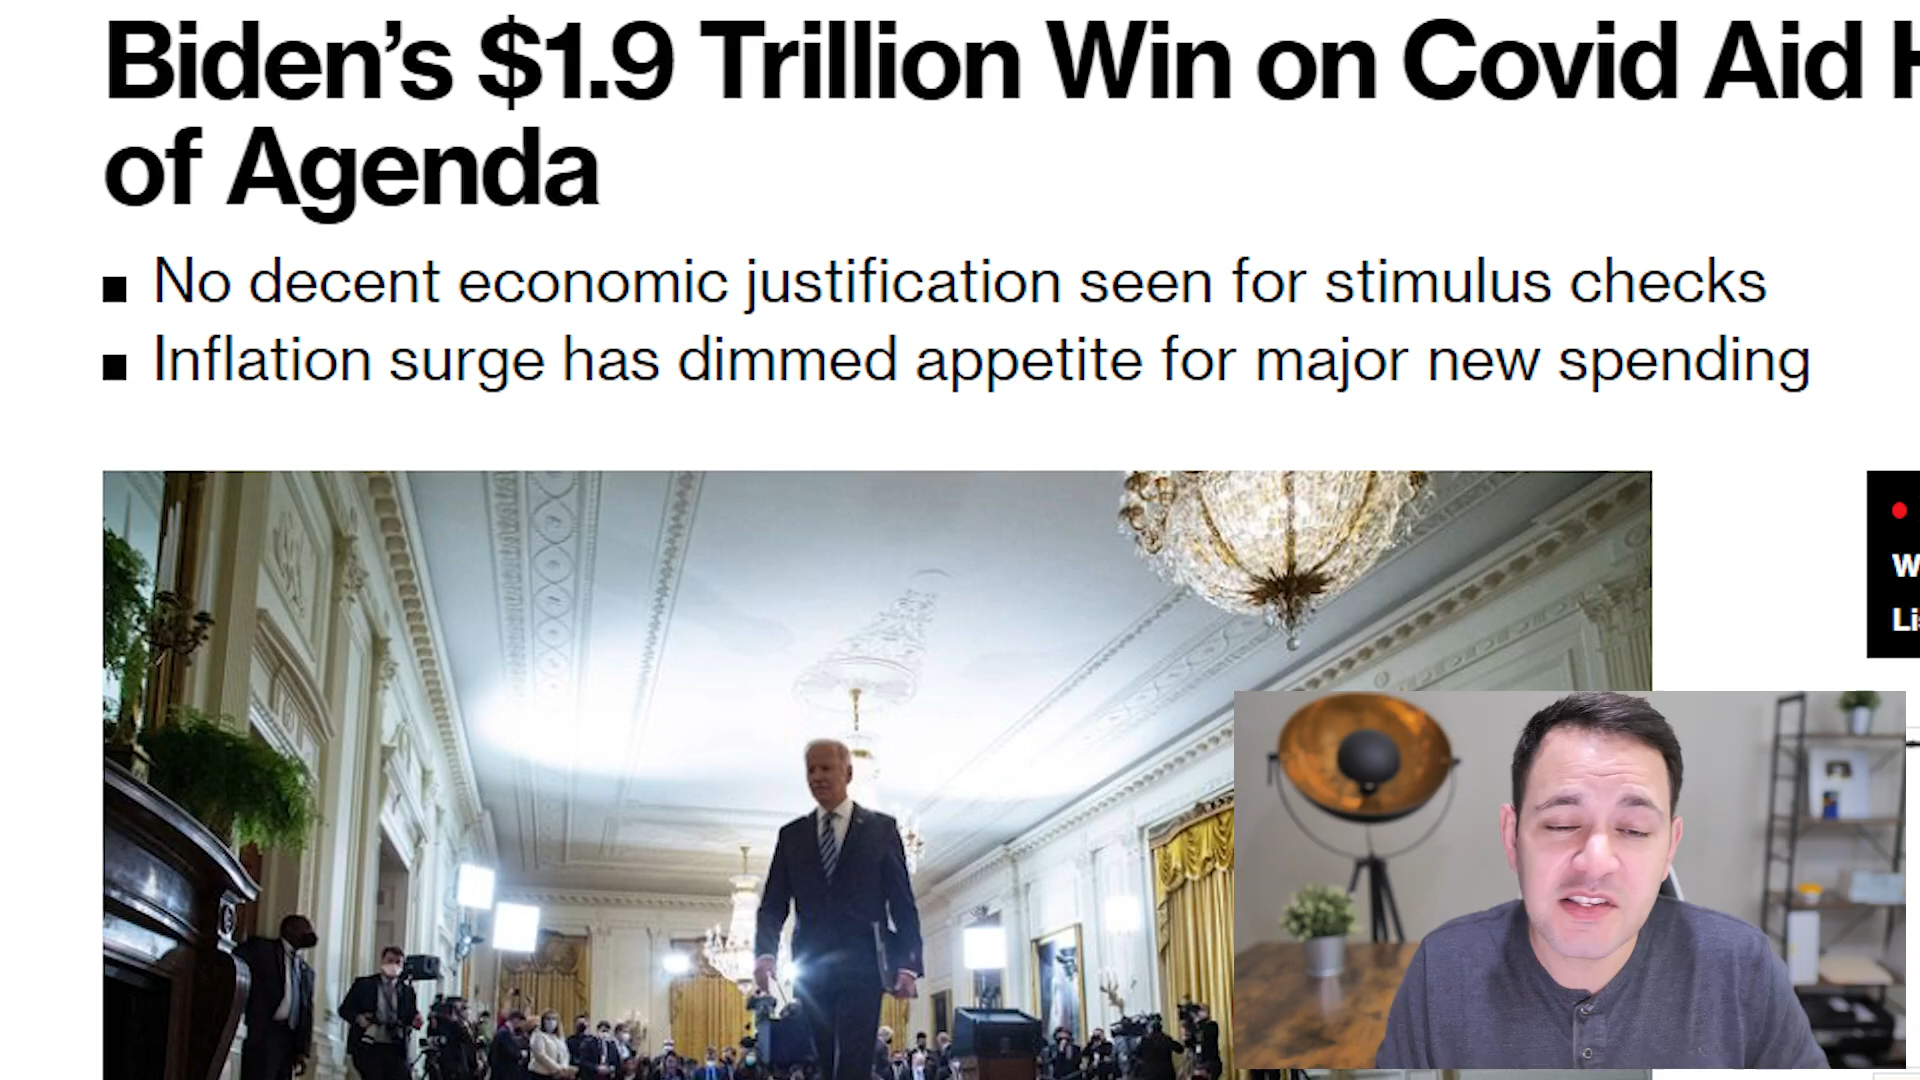 Biden’s $1.9 Trillion Win on Covid Aid
of Agenda
No decent economic justification seen for stimulus checks
Inflation surge has dimmed appetite for major new spending